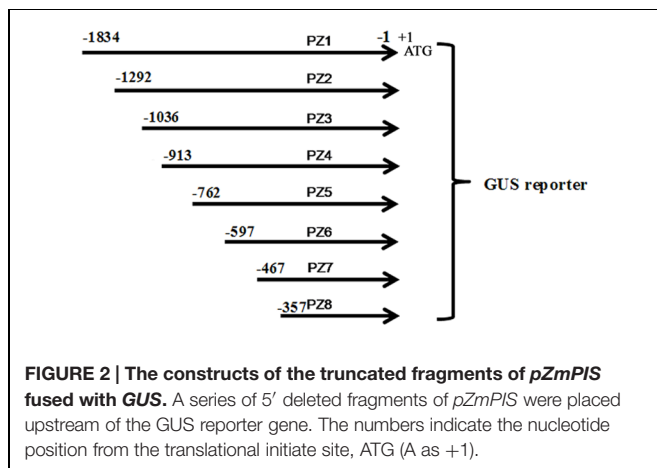 -1834 PZ1 -1 +1
ATG
-1292 PZ2
-1036 PZ3
-913 PZ4
-762 PZ5
GUS reporter
-597 PZ6
-467 PZ7
-357 PZ8
FIGURE 2 | The constructs of the truncated fragments of pZmPIS
fused with GUS. A series of 5′ deleted fragments of pZmPIS were placed
upstream of the GUS reporter gene. The numbers indicate the nucleotide
position from the translational initiate site, ATG (A as +1).